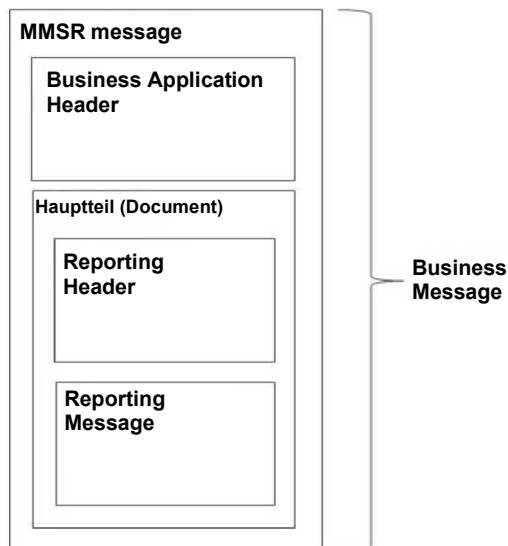 MMSR message
Business Application
Header
Hauptteil (Document)
Reporting
Header
Business
Message
Reporting
Message